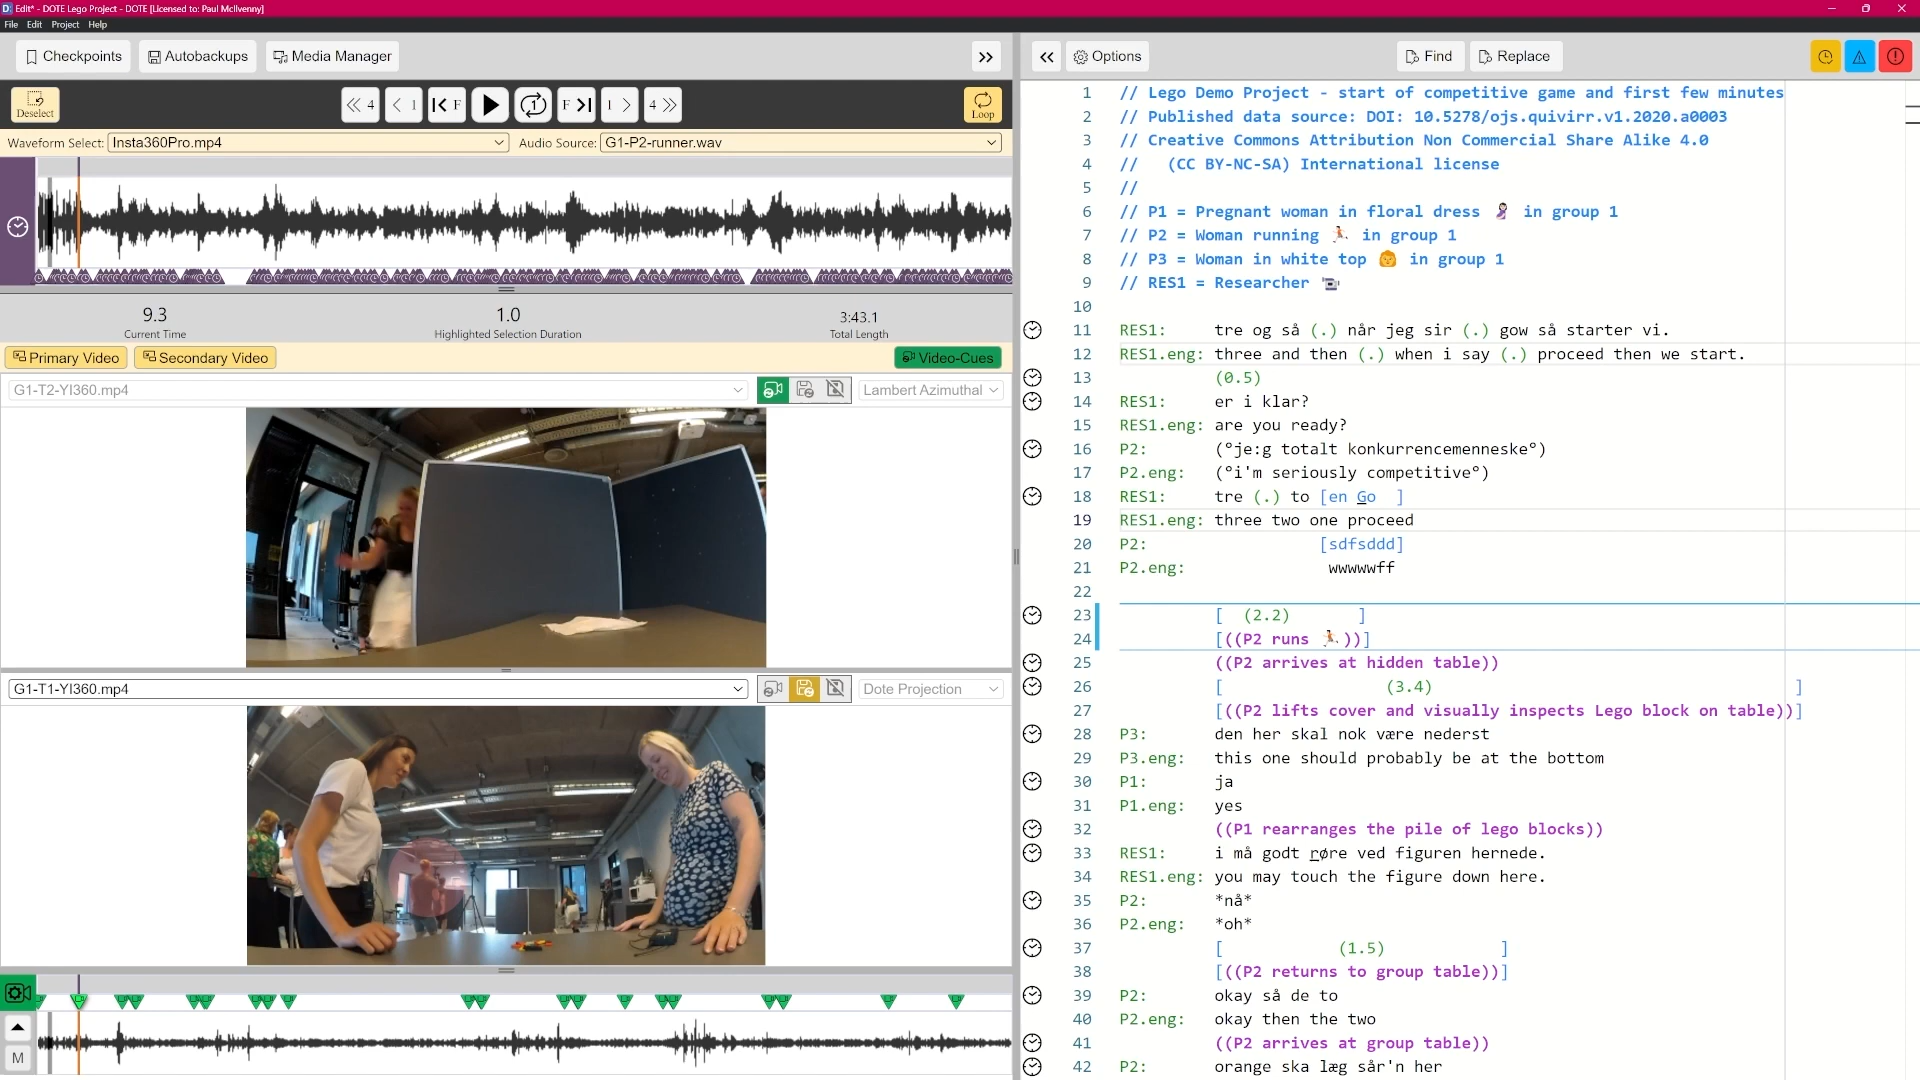 Edit* - DOTE Lego Project - DOTE [Licensed to: Paul McIlvenny]
File Edit Project Help
Checkpoints Autobackups Media Manager
Deselect
4 1 F 1 F 1 4
Loop
Waveform Select: Insta360Pro.mp4 Audio Source: G1-P2-runner.wav
9.3 1.0 3:43.1
Current Time Highlighted Selection Duration Total Length
Primary Video Secondary Video Video-Cues
G1-T2-YI360.mp4 Lambert Azimuthal
G1-T1-YI360.mp4 Dote Projection
M
Options Find Replace
1 // Lego Demo Project - start of competitive game and first few minutes
2 // Published data source: DOI: 10.5278/ojs.quivirr.v1.2020.a0003
3 // Creative Commons Attribution Non Commercial Share Alike 4.0
4 // (CC BY-NC-SA) International license
5 //
6 // P1 = Pregnant woman in floral dress in group 1
7 // P2 = Woman running in group 1
8 // P3 = Woman in white top in group 1
9 // RES1 = Researcher
10
11 RES1: tre og så (.) når jeg sir (.) gow så starter vi.
12 RES1.eng: three and then (.) when i say (.) proceed then we start.
13 (0.5)
14 RES1: er i klar?
15 RES1.eng: are you ready?
16 P2: (°je:g totalt konkurrencemenneske°)
17 P2.eng: (°i'm seriously competitive°)
18 RES1: tre (.) to [en Go ]
19 RES1.eng: three two one proceed
20 P2: [sdfsddd]
21 P2.eng: wwwwwff
22
23 [ (2.2) ]
24 [((P2 runs ))]
25 ((P2 arrives at hidden table))
26 [ (3.4) ]
27 [((P2 lifts cover and visually inspects Lego block on table))]
28 P3: den her skal nok være nederst
29 P3.eng: this one should probably be at the bottom
30 P1: ja
31 P1.eng: yes
32 ((P1 rearranges the pile of lego blocks))
33 RES1: i må godt røre ved figuren hernede.
34 RES1.eng: you may touch the figure down here.
35 P2: *nå*
36 P2.eng: *oh*
37 [ (1.5) ]
38 [((P2 returns to group table))]
39 P2: okay så de to
40 P2.eng: okay then the two
41 ((P2 arrives at group table))
42 P2: orange ska læg sår'n her